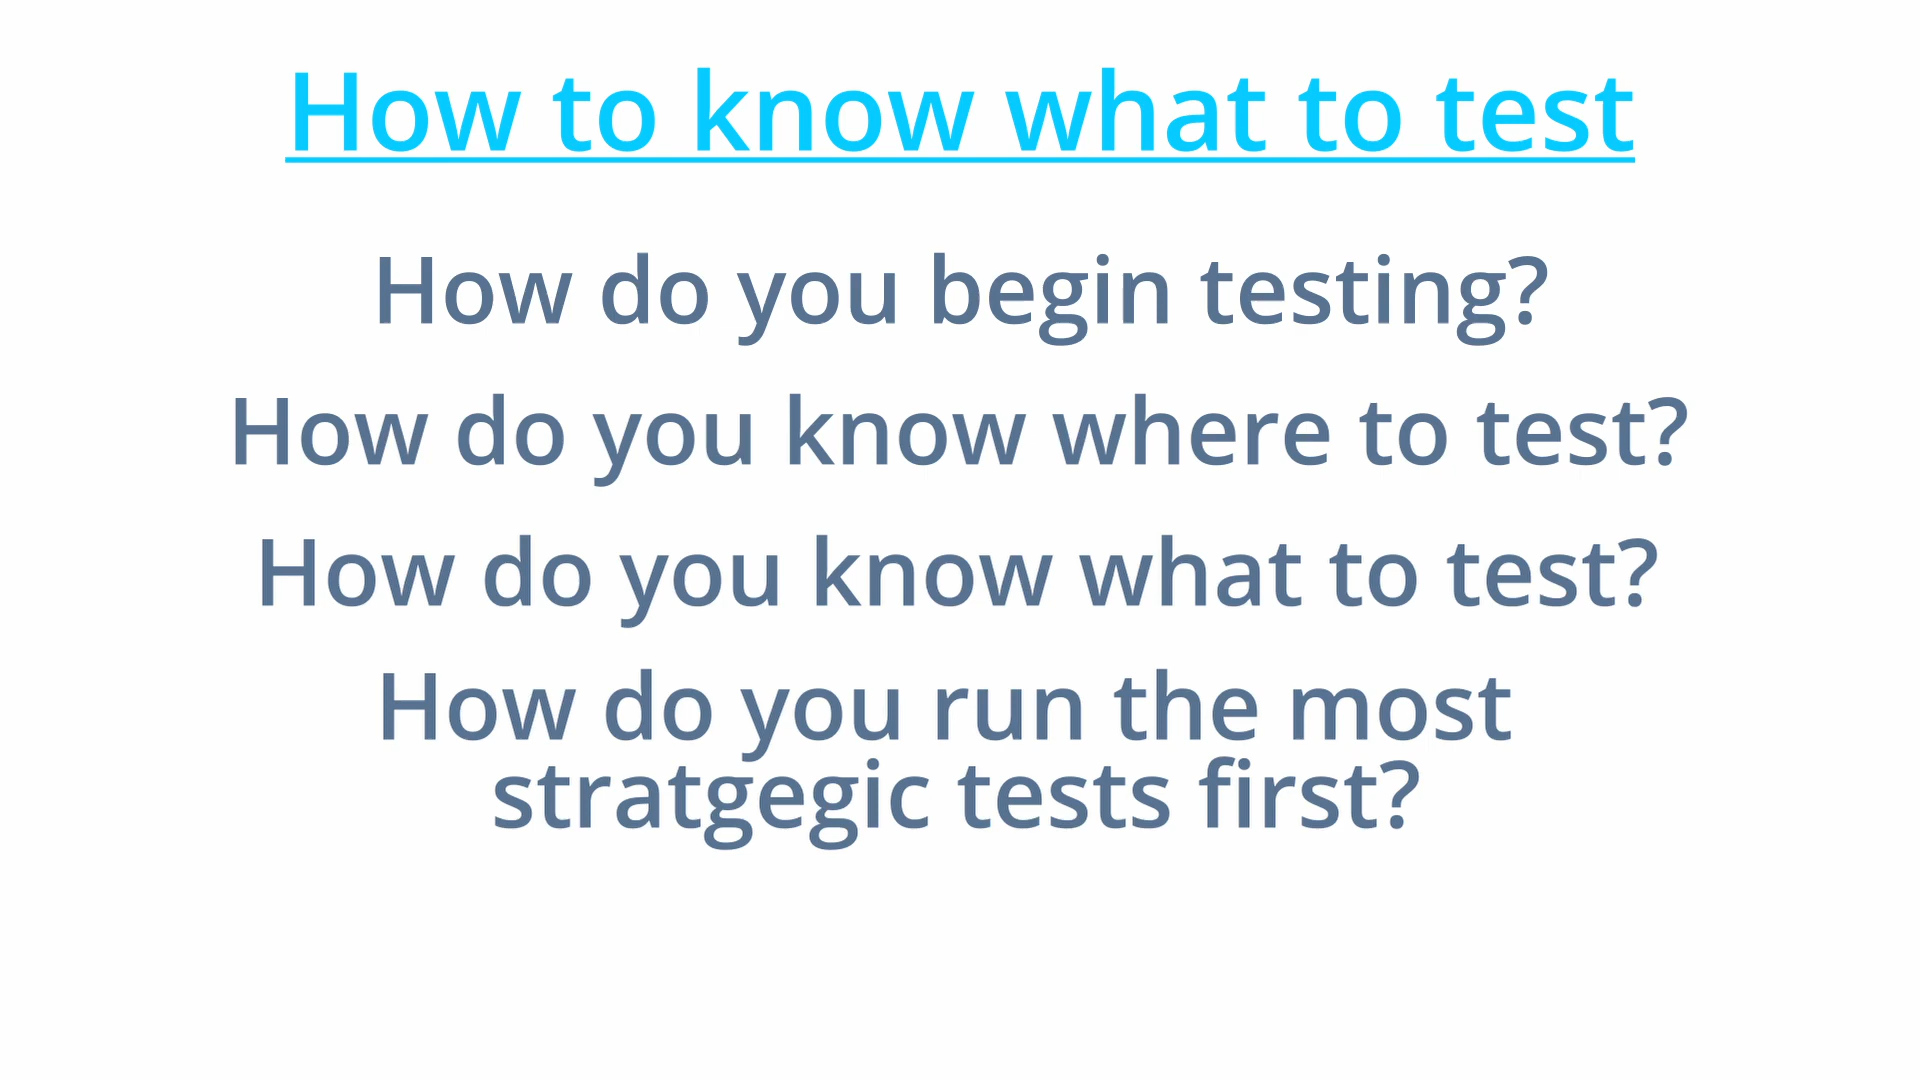 How to know what to test
How do you begin testing?
How do you know where to test?
How do you know what to test?
How do you run the most
stratgegic tests first?